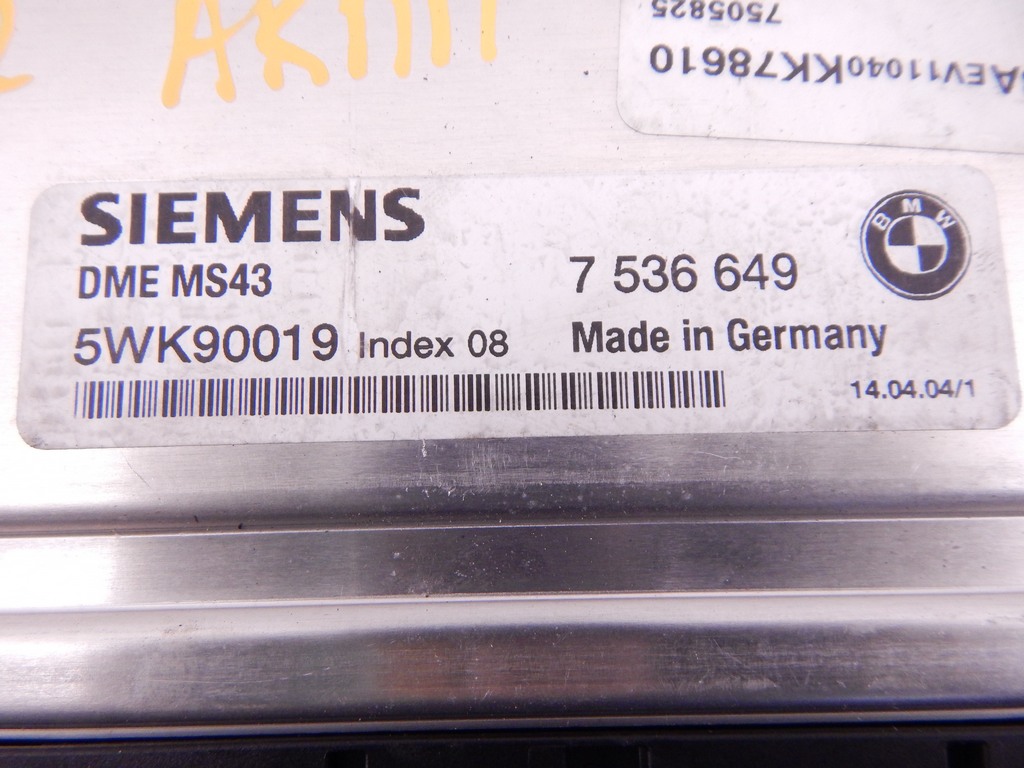 AR1111
7505825
AEV11040KK78610
SIEMENS
DME MS43
7 536 649
BMW
5WK90019 Index 08
Made in Germany
14.04.04/1